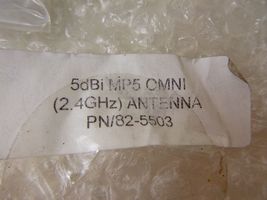 5dBi MP5 OMNI
(2.4GHz) ANTENNA
PN/82-5503